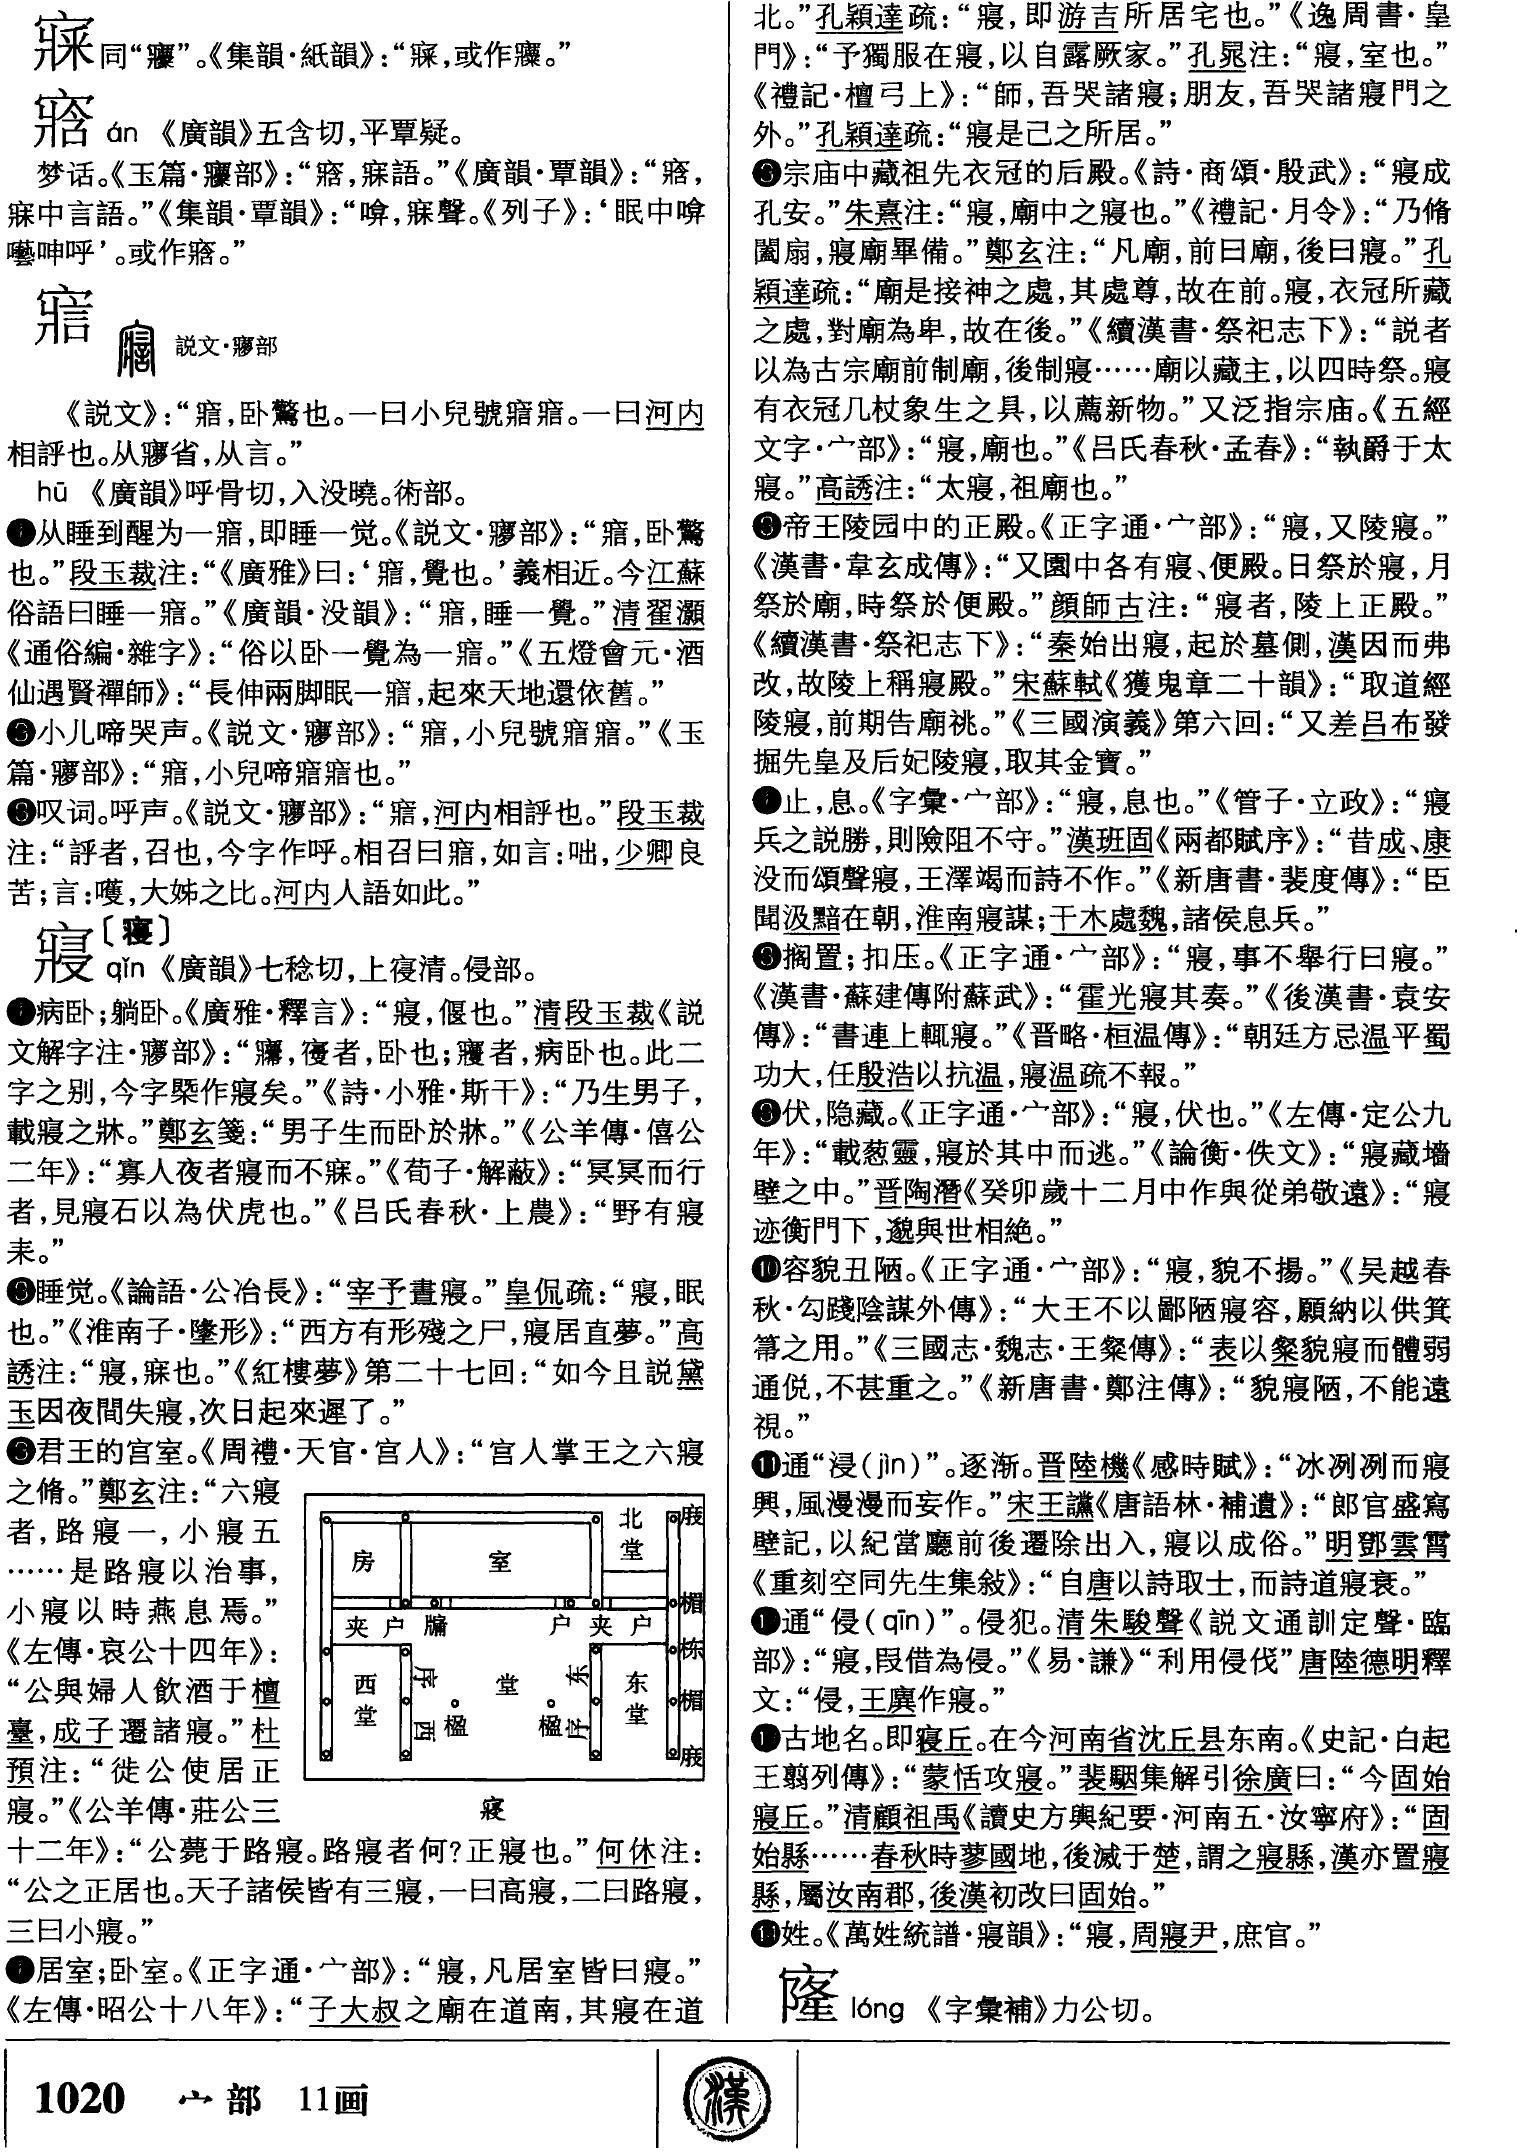 寐同“㝱”。《集韻·紙韻》：“寐，或作㝱。”
㝓 án 《廣韻》五含切，平覃疑。
梦话。《玉篇·㝱部》：“㝓，寐語。”《廣韻·覃韻》：“㝓，
寐中言語。”《集韻·覃韻》：“唵，寐聲。《列子》：‘眠中唵
囈呻呼’。或作㝓。”
寣
説文·㝱部
《説文》：“寣，卧驚也。一曰小兒號寣寣。一曰河内
相評也。从㝱省，从言。”
hū 《廣韻》呼骨切，入没曉。術部。
❶从睡到醒为一寣，即睡一觉。《説文·㝱部》：“寣，卧驚
也。”段玉裁注：“《廣雅》曰：‘寣，覺也。’義相近。今江蘇
俗語曰睡一寣。”《廣韻·没韻》：“寣，睡一覺。”清翟灝
《通俗編·雜字》：“俗以卧一覺為一寣。”《五燈會元·酒
仙遇賢禪師》：“長伸兩脚眠一寣，起來天地還依舊。”
❷小儿啼哭声。《説文·㝱部》：“寣，小兒號寣寣。”《玉
篇·㝱部》：“寣，小兒啼寣寣也。”
❸叹词。呼声。《説文·㝱部》：“寣，河内相評也。”段玉裁
注：“評者，召也，今字作呼。相召曰寣，如言：咄，少卿良
苦；言：嚄，大姊之比。河内人語如此。”
寢〔寑〕
qǐn 《廣韻》七稔切，上寑清。侵部。
❶病卧；躺卧。《廣雅·釋言》：“寢，偃也。”清段玉裁《説
文解字注·㝱部》：“㝲，寑者，卧也；㝲者，病卧也。此二
字之别，今字槩作寢矣。”《詩·小雅·斯干》：“乃生男子，
載寢之牀。”鄭玄箋：“男子生而卧於牀。”《公羊傳·僖公
二年》：“寡人夜者寢而不寐。”《荀子·解蔽》：“冥冥而行
者，見寢石以為伏虎也。”《吕氏春秋·上農》：“野有寢
耒。”
❷睡觉。《論語·公冶長》：“宰予晝寢。”皇侃疏：“寢，眠
也。”《淮南子·墬形》：“西方有形殘之尸，寢居直夢。”高
誘注：“寢，寐也。”《紅樓夢》第二十七回：“如今且説黛
玉因夜間失寢，次日起來遲了。”
❸君王的宫室。《周禮·天官·宫人》：“宫人掌王之六寢
之脩。”鄭玄注：“六寢
者，路寢一，小寢五
……是路寢以治事，
小寢以時燕息焉。”
《左傳·哀公十四年》：
“公與婦人飲酒于檀
臺，成子遷諸寢。”杜
預注：“徙公使居正
寢。”《公羊傳·莊公三
房 室 北堂 庪
楣
夹 户 牖 户 夹 户
栋
西堂 序西 楹 堂 楹 东序 东堂
楣
庪
寢
十二年》：“公薨于路寢。路寢者何？正寢也。”何休注：
“公之正居也。天子諸侯皆有三寢，一曰高寢，二曰路寢，
三曰小寢。”
❹居室；卧室。《正字通·宀部》：“寢，凡居室皆曰寢。”
《左傳·昭公十八年》：“子大叔之廟在道南，其寢在道
北。”孔穎達疏：“寢，即游吉所居宅也。”《逸周書·皇
門》：“予獨服在寢，以自露厥家。”孔晁注：“寢，室也。”
《禮記·檀弓上》：“師，吾哭諸寢；朋友，吾哭諸寢門之
外。”孔穎達疏：“寢是己之所居。”
❺宗庙中藏祖先衣冠的后殿。《詩·商頌·殷武》：“寢成
孔安。”朱熹注：“寢，廟中之寢也。”《禮記·月令》：“乃脩
闔扇，寢廟畢備。”鄭玄注：“凡廟，前曰廟，後曰寢。”孔
穎達疏：“廟是接神之處，其處尊，故在前。寢，衣冠所藏
之處，對廟為卑，故在後。”《續漢書·祭祀志下》：“説者
以為古宗廟前制廟，後制寢……廟以藏主，以四時祭。寢
有衣冠几杖象生之具，以薦新物。”又泛指宗庙。《五經
文字·宀部》：“寢，廟也。”《吕氏春秋·孟春》：“執爵于太
寢。”高誘注：“太寢，祖廟也。”
❻帝王陵园中的正殿。《正字通·宀部》：“寢，又陵寢。”
《漢書·韋玄成傳》：“又園中各有寢、便殿。日祭於寢，月
祭於廟，時祭於便殿。”顔師古注：“寢者，陵上正殿。”
《續漢書·祭祀志下》：“秦始出寢，起於墓側，漢因而弗
改，故陵上稱寢殿。”宋蘇軾《獲鬼章二十韻》：“取道經
陵寢，前期告廟祧。”《三國演義》第六回：“又差吕布發
掘先皇及后妃陵寢，取其金寶。”
❼止，息。《字彙·宀部》：“寢，息也。”《管子·立政》：“寢
兵之説勝，則險阻不守。”漢班固《兩都賦序》：“昔成、康
没而頌聲寢，王澤竭而詩不作。”《新唐書·裴度傳》：“臣
聞汲黯在朝，淮南寢謀；干木處魏，諸侯息兵。”
❽搁置；扣压。《正字通·宀部》：“寢，事不舉行曰寢。”
《漢書·蘇建傳附蘇武》：“霍光寢其奏。”《後漢書·袁安
傳》：“書連上輒寢。”《晋略·桓温傳》：“朝廷方忌温平蜀
功大，任殷浩以抗温，寢温疏不報。”
❾伏，隐藏。《正字通·宀部》：“寢，伏也。”《左傳·定公九
年》：“載葱靈，寢於其中而逃。”《論衡·佚文》：“寢藏墻
壁之中。”晋陶潛《癸卯歲十二月中作與從弟敬遠》：“寢
迹衡門下，邈與世相絶。”
❿容貌丑陋。《正字通·宀部》：“寢，貌不揚。”《吴越春
秋·勾踐陰謀外傳》：“大王不以鄙陋寢容，願納以供箕
箒之用。”《三國志·魏志·王粲傳》：“表以粲貌寢而體弱
通侻，不甚重之。”《新唐書·鄭注傳》：“貌寢陋，不能遠
視。”
⓫通“浸（jìn）”。逐渐。晋陸機《感時賦》：“冰冽冽而寢
興，風漫漫而妄作。”宋王讜《唐語林·補遺》：“郎官盛寫
壁記，以紀當廳前後遷除出入，寢以成俗。”明鄧雲霄
《重刻空同先生集敍》：“自唐以詩取士，而詩道寢衰。”
⓬通“侵（qīn）”。侵犯。清朱駿聲《説文通訓定聲·臨
部》：“寢，叚借為侵。”《易·謙》“利用侵伐”唐陸德明釋
文：“侵，王廙作寢。”
⓭古地名。即寢丘。在今河南省沈丘县东南。《史記·白起
王翦列傳》：“蒙恬攻寢。”裴駰集解引徐廣曰：“今固始
寢丘。”清顧祖禹《讀史方輿紀要·河南五·汝寧府》：“固
始縣……春秋時蓼國地，後滅于楚，謂之寢縣，漢亦置寢
縣，屬汝南郡，後漢初改曰固始。”
⓮姓。《萬姓統譜·寢韻》：“寢，周寢尹，庶官。”
窿 lóng 《字彙補》力公切。
1020 宀部 11画
漢